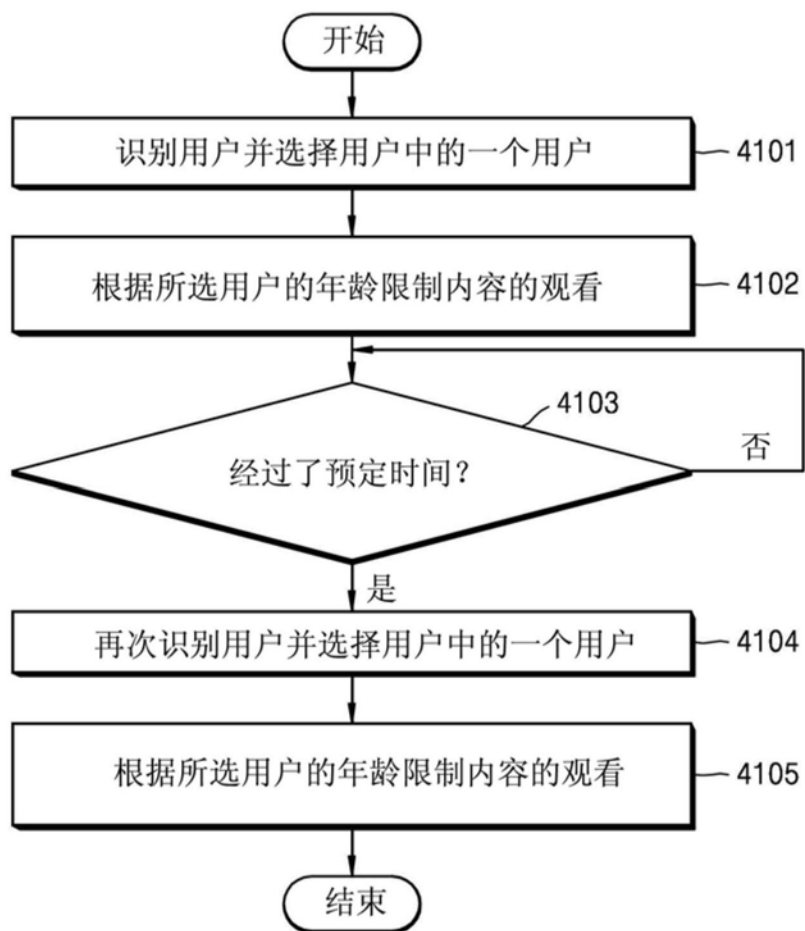 开始
识别用户并选择用户中的一个用户
4101
根据所选用户的年龄限制内容的观看
4102
4103
经过了预定时间?
否
是
再次识别用户并选择用户中的一个用户
4104
根据所选用户的年龄限制内容的观看
4105
结束